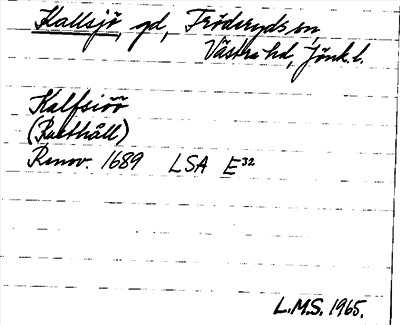 Kallsjö, gd, Fröderyds sn,
Västra hd, Jönk. l.
Kalfsiöö
(Rusthåll)
Renov. 1689 LSA E32
L.M.S. 1965.